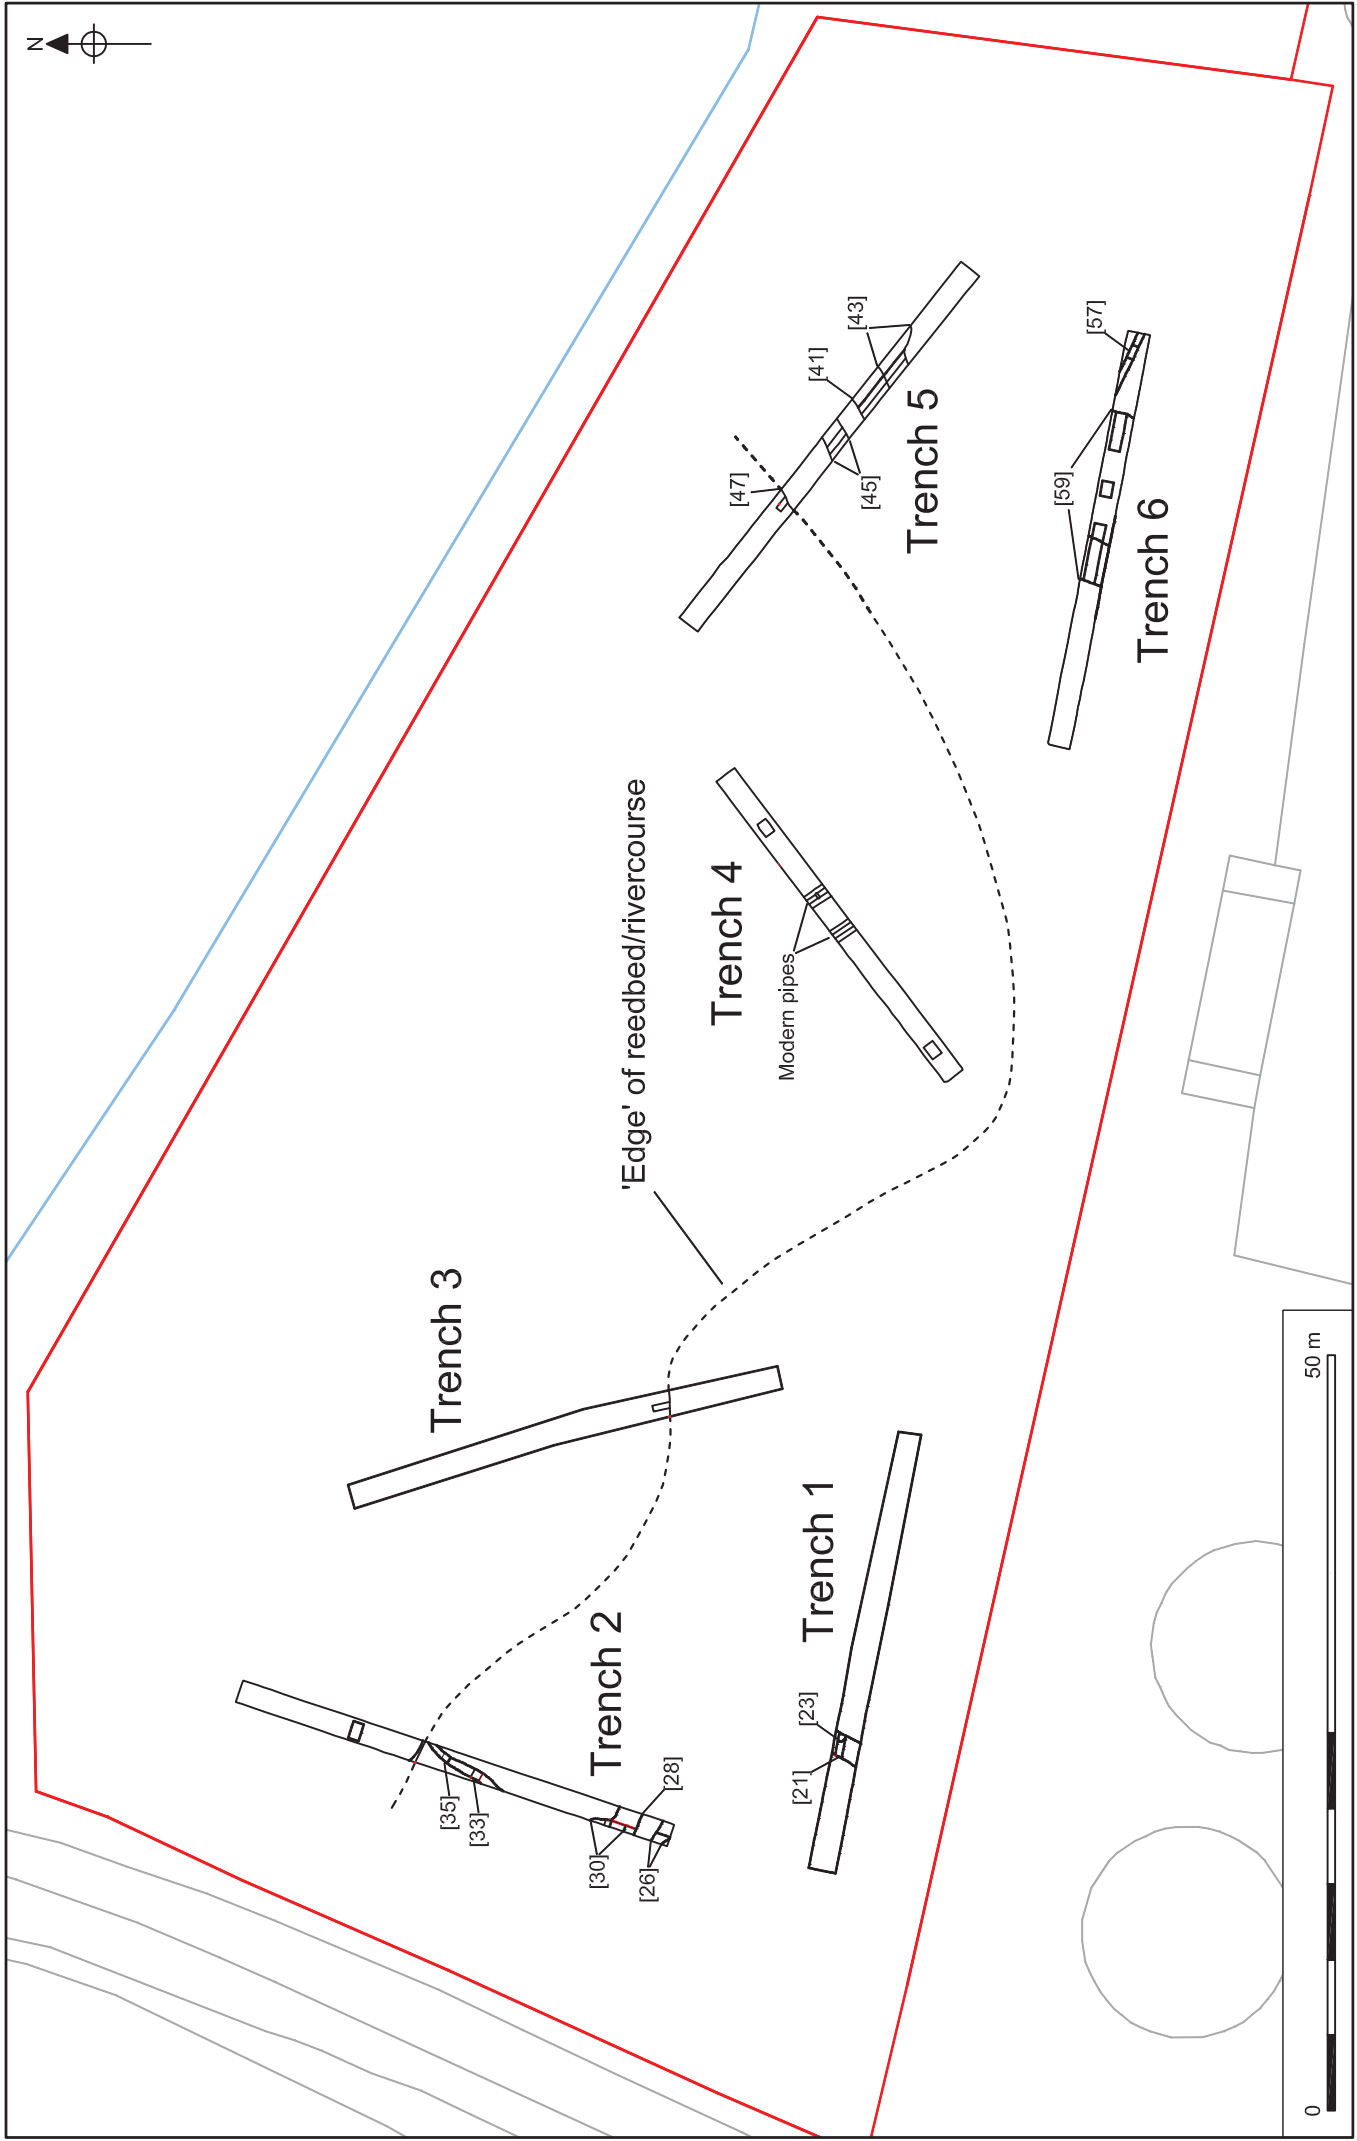 N
Trench 2
[35]
[33]
[30]
[28]
[26]
Trench 3
'Edge' of reedbed/rivercourse
Trench 1
[23]
[21]
Trench 4
Modern pipes
[47]
[41]
[43]
[45]
Trench 5
[57]
[59]
Trench 6
0
50 m